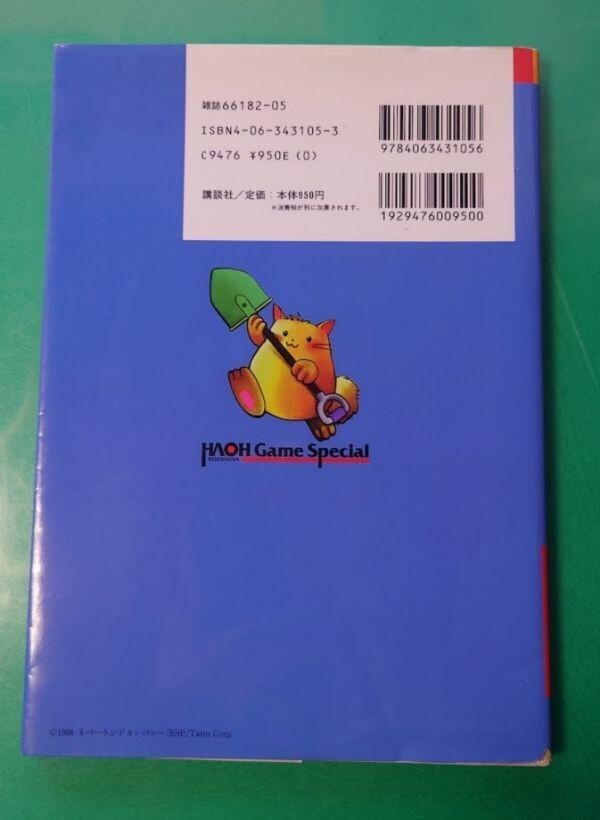 雑誌66182-05
ISBN4-06-343105-3
C9476 ¥950E (0)
講談社／定価：本体950円
※消費税が別に加算されます。
9784063431056
1929476009500
HAOH Game Special
KODANSHA
©1998 ネバーランドカンパニー/ESP/Taito Corp.